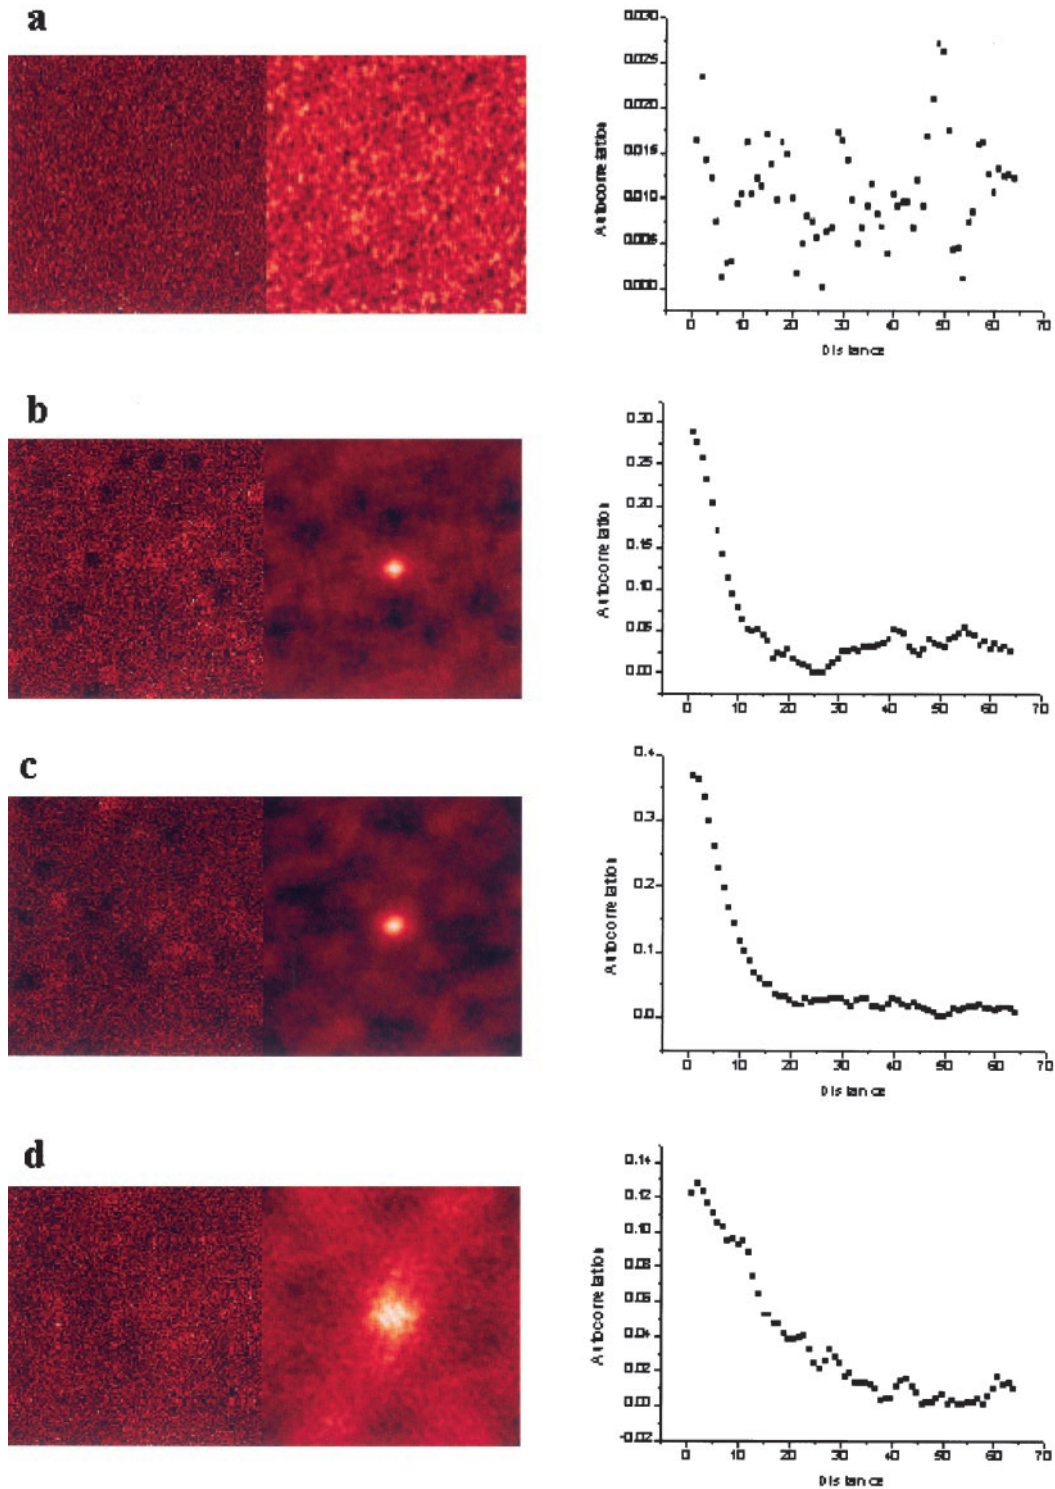 a
0.030
0.025
0.020
0.015
0.010
0.005
0.000
Autocorrelation
0 10 20 30 40 50 60 70
Distance
b
0.30
0.25
0.20
0.15
0.10
0.05
0.00
Autocorrelation
0 10 20 30 40 50 60 70
c
0.4
0.3
0.2
0.1
0.0
Autocorrelation
0 10 20 30 40 50 60 70
Distance
d
0.14
0.12
0.10
0.08
0.06
0.04
0.02
0.00
-0.02
Autocorrelation
0 10 20 30 40 50 60 70
Distance